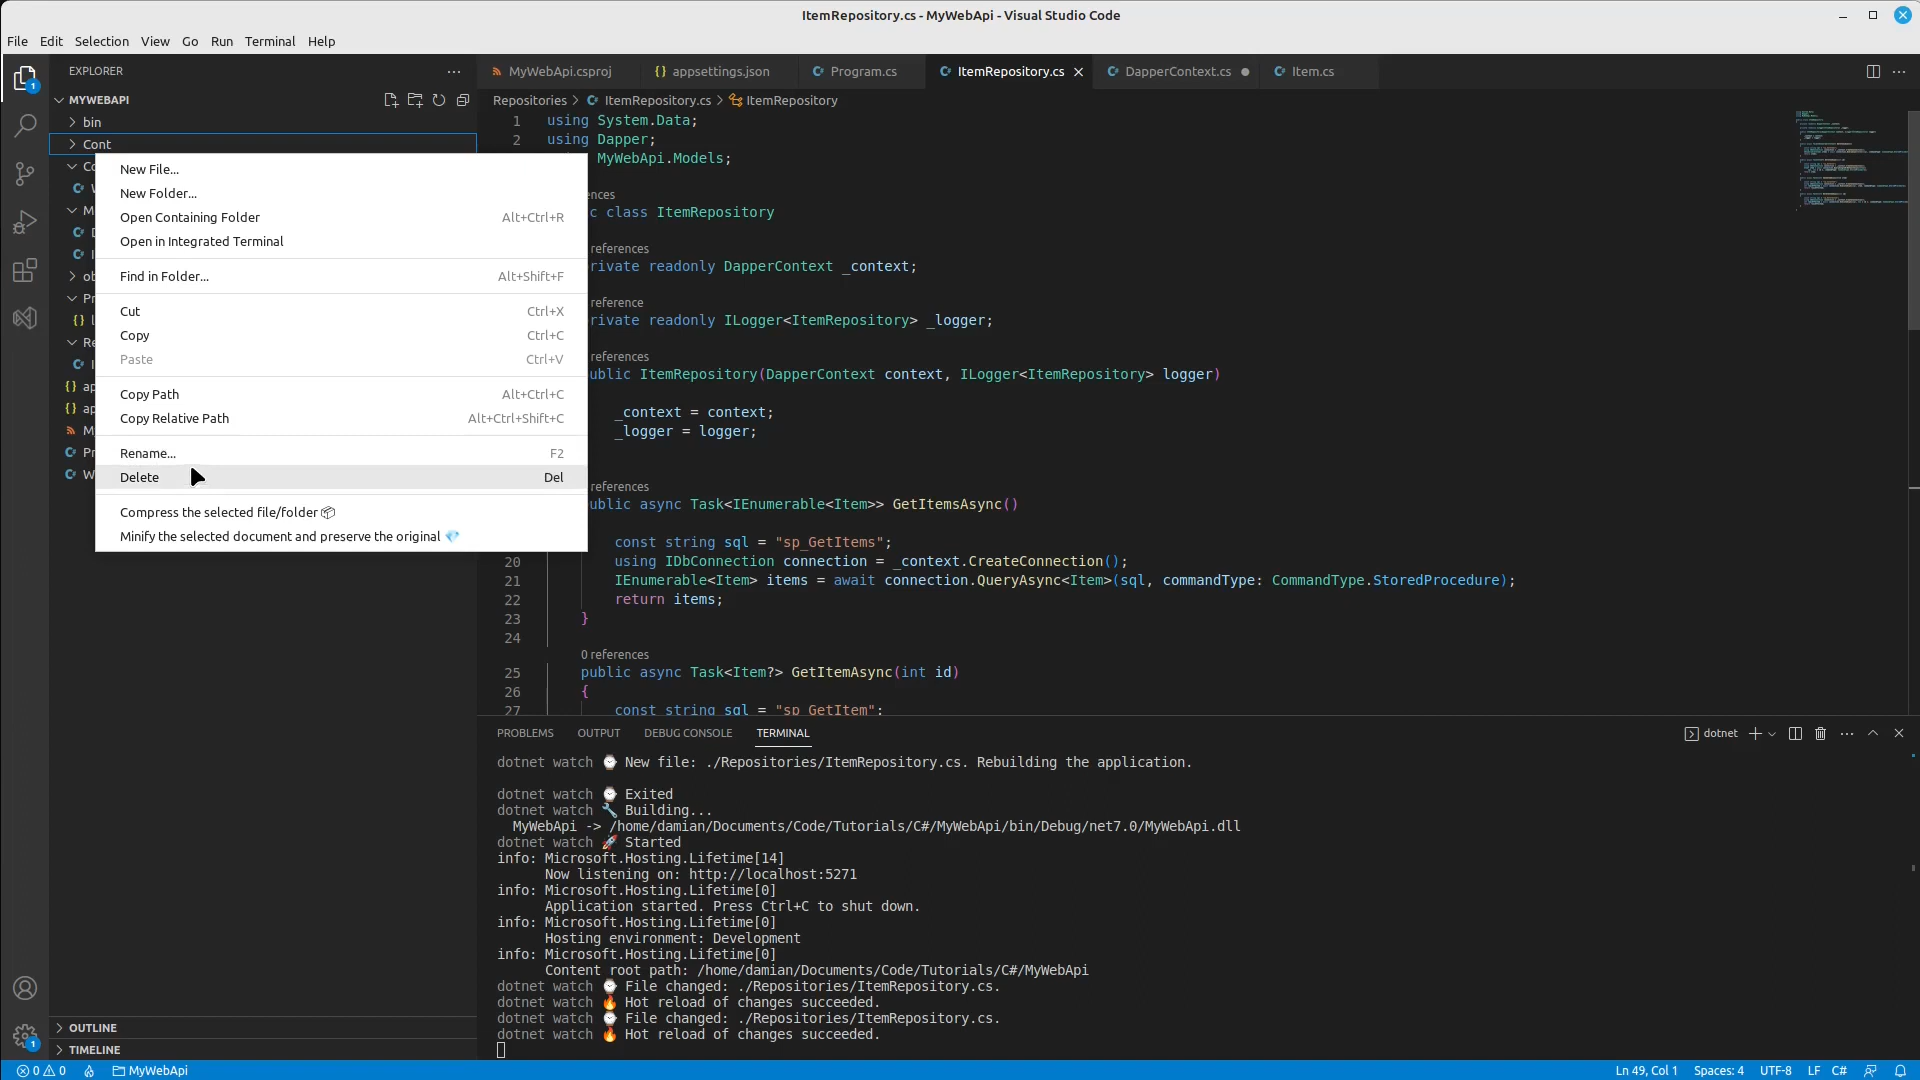 ItemRepository.cs - MyWebApi - Visual Studio Code
File Edit Selection View Go Run Terminal Help
EXPLORER
MyWebApi.csproj
{} appsettings.json
Program.cs
ItemRepository.cs
DapperContext.cs
Item.cs
MYWEBAPI
Repositories > ItemRepository.cs > ItemRepository
bin
Cont
New File...
New Folder...
Open Containing Folder Alt+Ctrl+R
Open in Integrated Terminal
Find in Folder... Alt+Shift+F
Cut Ctrl+X
Copy Ctrl+C
Paste Ctrl+V
Copy Path Alt+Ctrl+C
Copy Relative Path Alt+Ctrl+Shift+C
Rename... F2
Delete Del
Compress the selected file/folder 📦
Minify the selected document and preserve the original 💎
1 using System.Data;
2 using Dapper;
MyWebApi.Models;
c class ItemRepository
references
rivate readonly DapperContext _context;
reference
rivate readonly ILogger<ItemRepository> _logger;
references
ublic ItemRepository(DapperContext context, ILogger<ItemRepository> logger)
_context = context;
_logger = logger;
references
ublic async Task<IEnumerable<Item>> GetItemsAsync()
const string sql = "sp_GetItems";
20 using IDbConnection connection = _context.CreateConnection();
21 IEnumerable<Item> items = await connection.QueryAsync<Item>(sql, commandType: CommandType.StoredProcedure);
22 return items;
23 }
24
0 references
25 public async Task<Item?> GetItemAsync(int id)
26 {
27 const string sql = "sp_GetItem";
PROBLEMS OUTPUT DEBUG CONSOLE TERMINAL
dotnet
dotnet watch ⌚ New file: ./Repositories/ItemRepository.cs. Rebuilding the application.
dotnet watch ⌚ Exited
dotnet watch 🔧 Building...
MyWebApi -> /home/damian/Documents/Code/Tutorials/C#/MyWebApi/bin/Debug/net7.0/MyWebApi.dll
dotnet watch 🚀 Started
info: Microsoft.Hosting.Lifetime[14]
Now listening on: http://localhost:5271
info: Microsoft.Hosting.Lifetime[0]
Application started. Press Ctrl+C to shut down.
info: Microsoft.Hosting.Lifetime[0]
Hosting environment: Development
info: Microsoft.Hosting.Lifetime[0]
Content root path: /home/damian/Documents/Code/Tutorials/C#/MyWebApi
dotnet watch ⌚ File changed: ./Repositories/ItemRepository.cs.
dotnet watch 🔥 Hot reload of changes succeeded.
dotnet watch ⌚ File changed: ./Repositories/ItemRepository.cs.
dotnet watch 🔥 Hot reload of changes succeeded.
OUTLINE
TIMELINE
0 0 MyWebApi
Ln 49, Col 1 Spaces: 4 UTF-8 LF C#